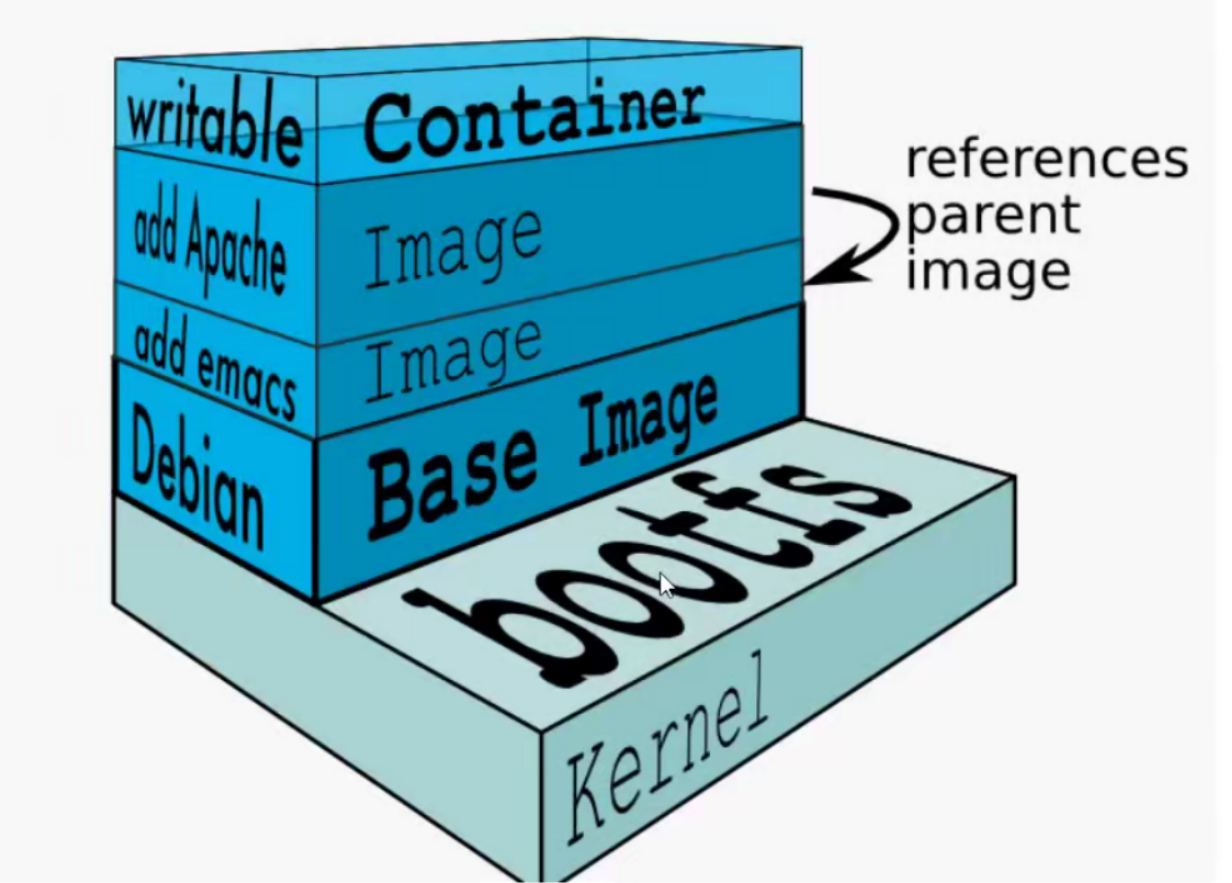 writable Container
add Apache Image
add emacs Image
Debian Base Image
bootfs
Kernel
references
parent
image